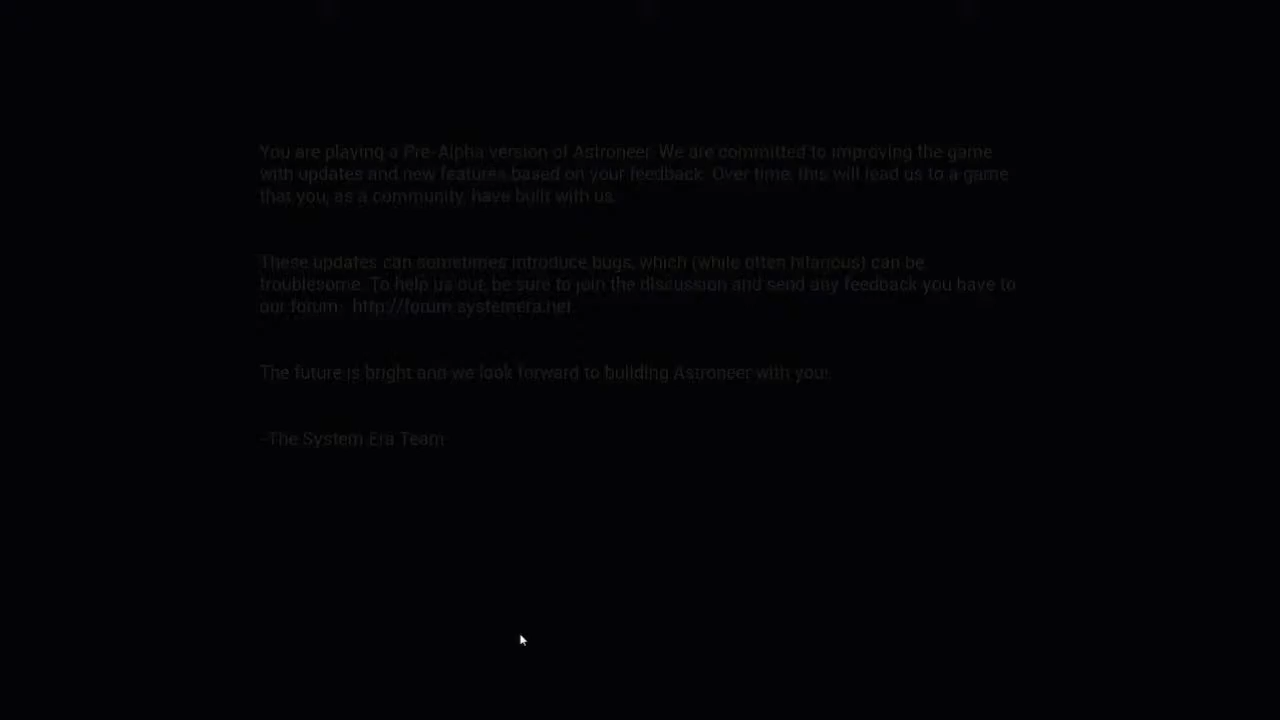 You are playing a Pre-Alpha version of Astroneer. We are committed to improving the game
with updates and new features based on your feedback. Over time, this will lead us to a game
that you, as a community, have built with us.
These updates can sometimes introduce bugs, which (while often hilarious) can be
troublesome. To help us out, be sure to join the discussion and send any feedback you have to
our forum: http://forum.systemera.net
The future is bright and we look forward to building Astroneer with you!
-The System Era Team